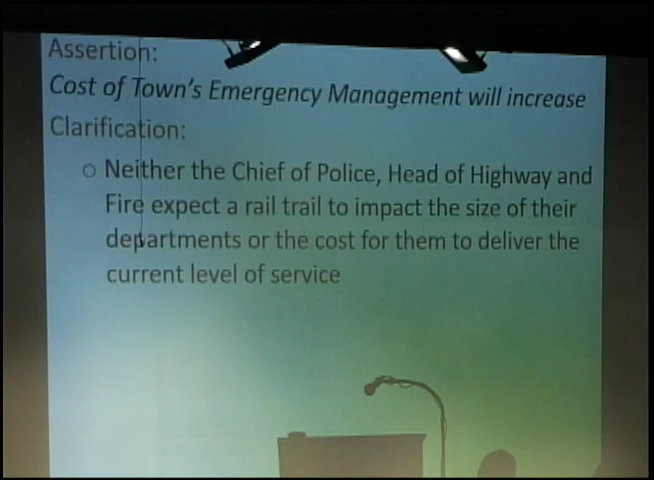 Assertion:
Cost of Town's Emergency Management will increase
Clarification:
○ Neither the Chief of Police, Head of Highway and
Fire expect a rail trail to impact the size of their
departments or the cost for them to deliver the
current level of service